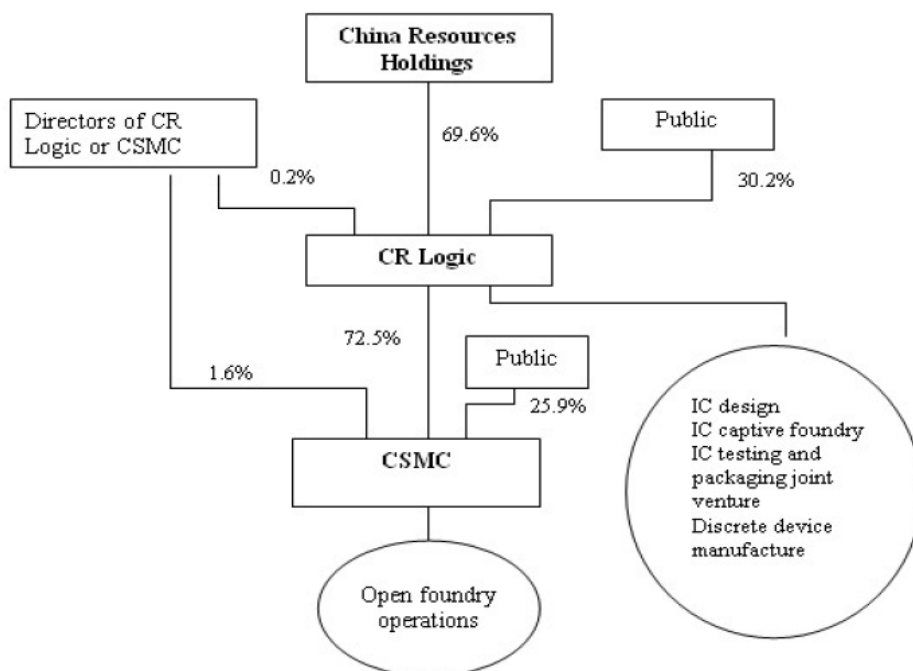 China Resources
Holdings
Directors of CR
Logic or CSMC
69.6%
Public
0.2%
30.2%
CR Logic
72.5%
Public
1.6%
25.9%
CSMC
IC design
IC captive foundry
IC testing and
packaging joint
venture
Discrete device
manufacture
Open foundry
operations